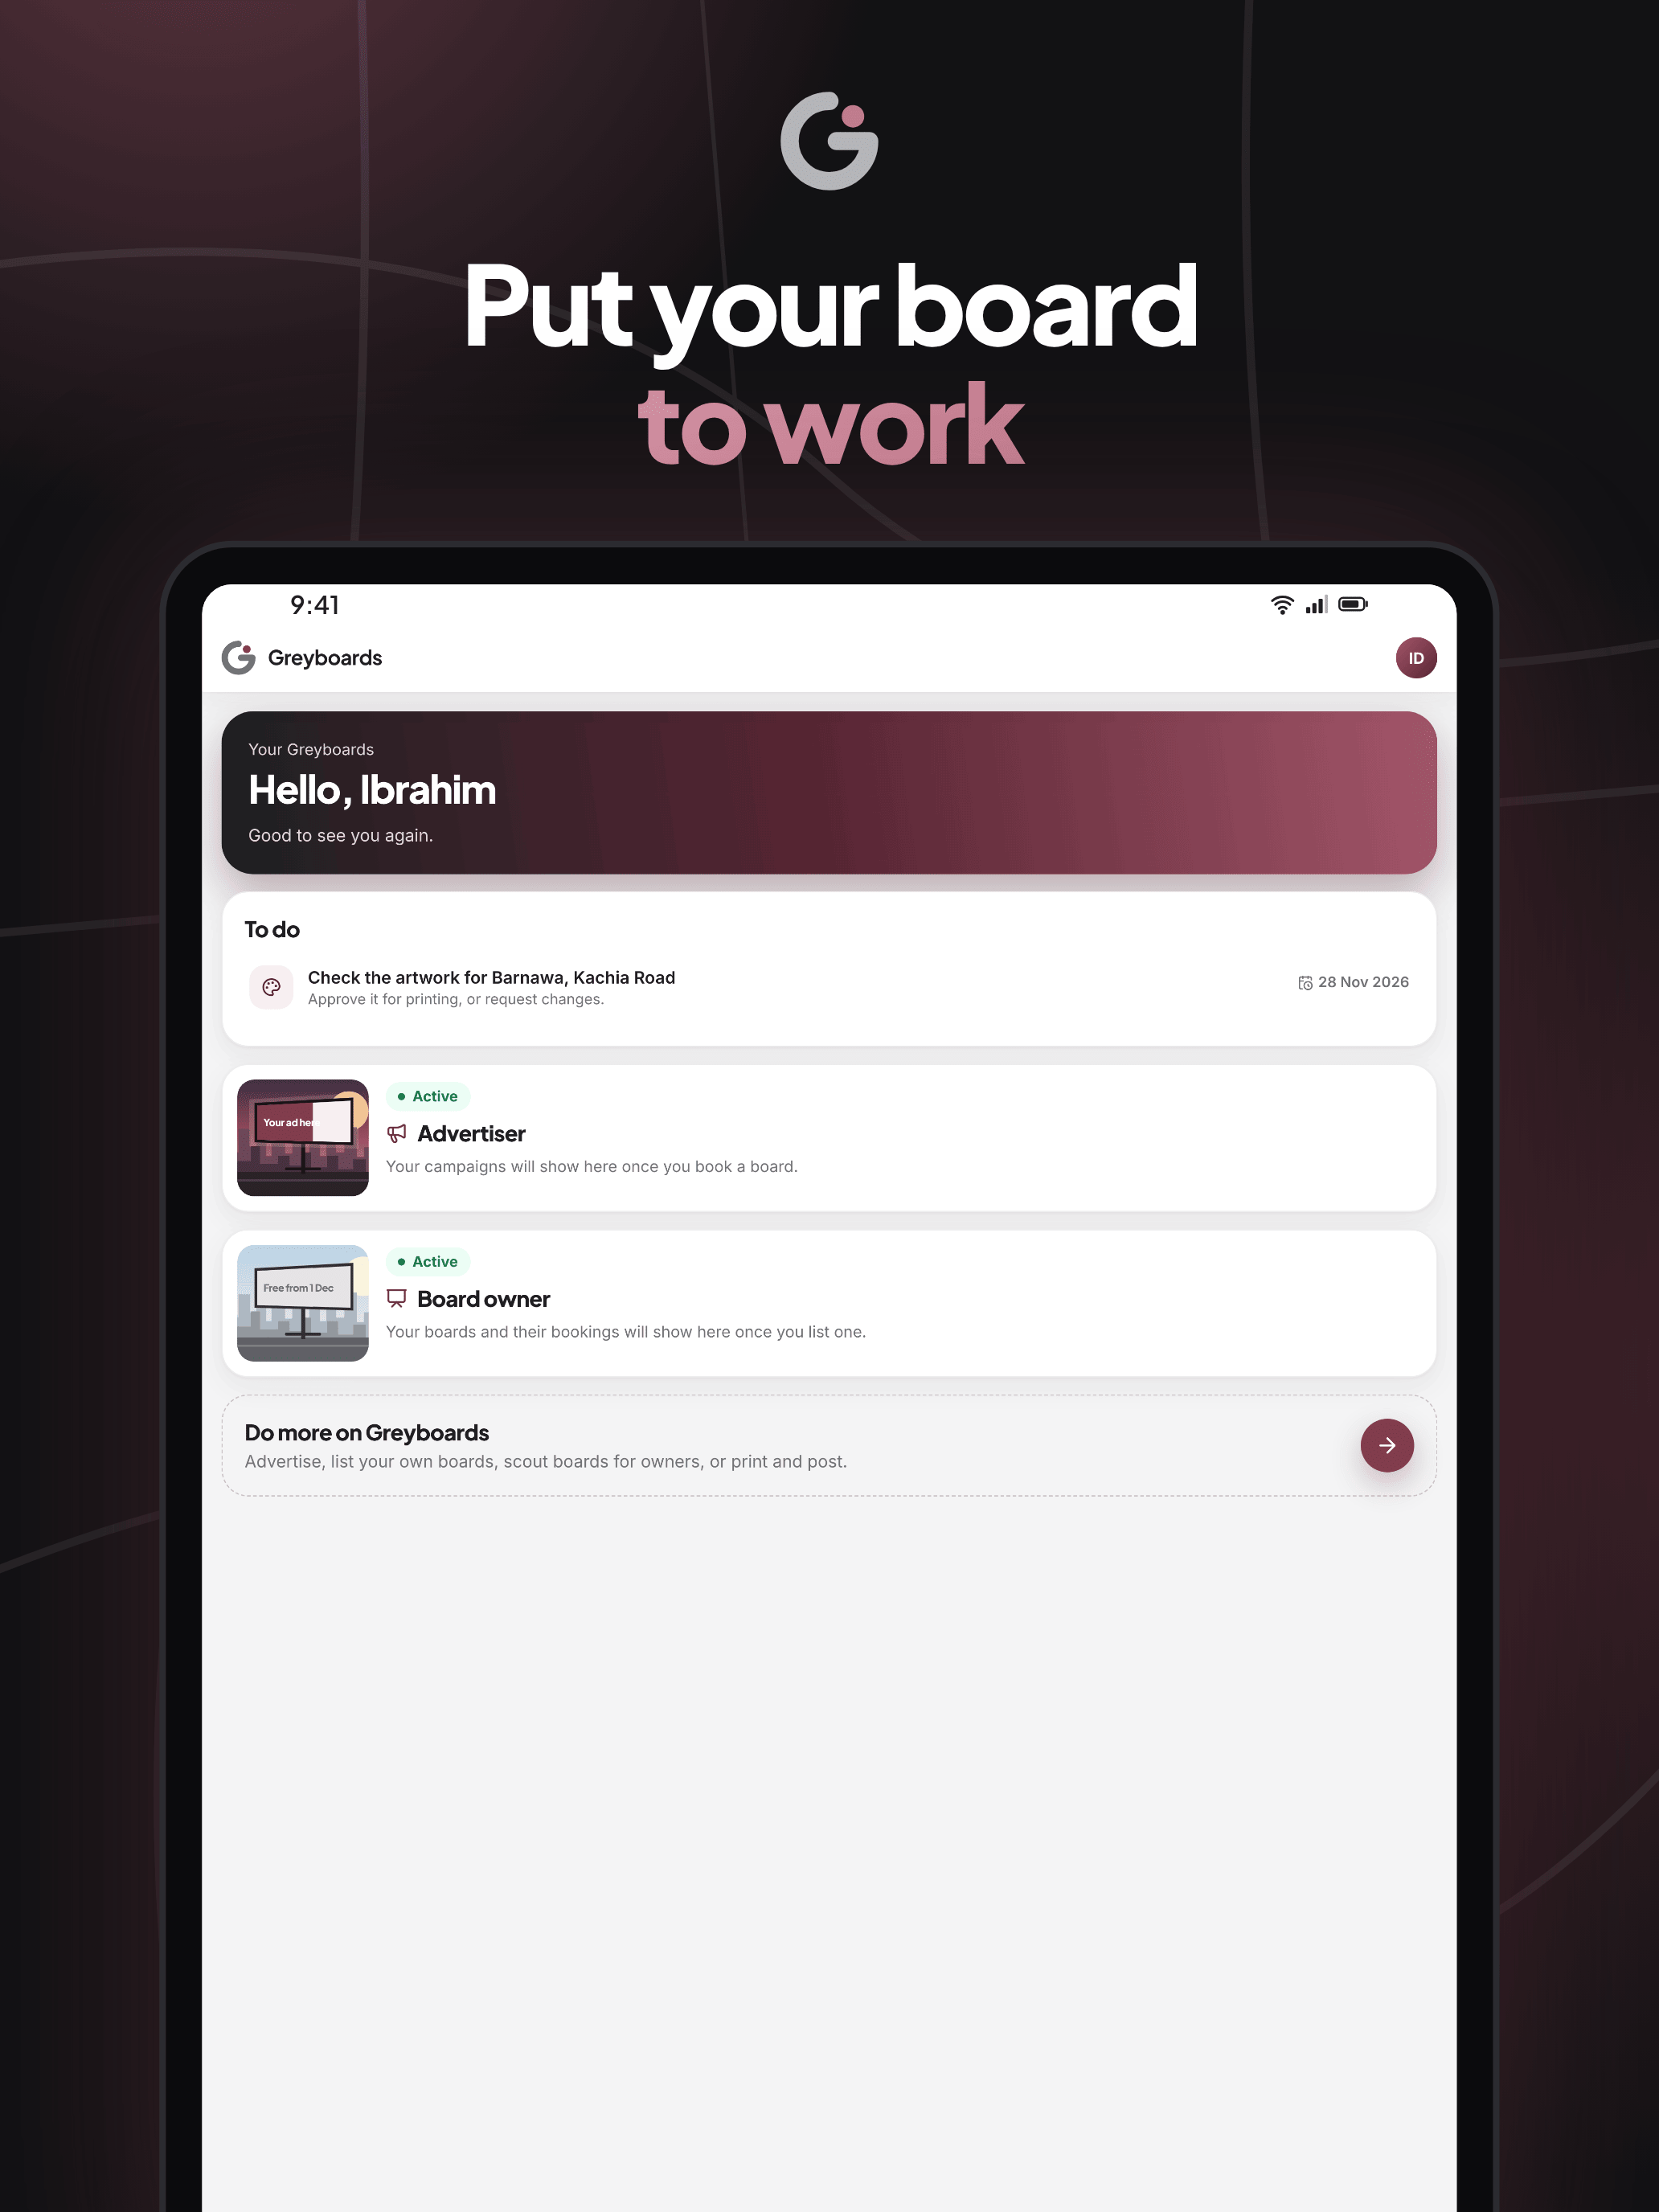 Put your board
to work
9:41
Greyboards
ID
Your Greyboards
Hello, Ibrahim
Good to see you again.
To do
Check the artwork for Barnawa, Kachia Road
Approve it for printing, or request changes.
28 Nov 2026
Your ad here
Active
Advertiser
Your campaigns will show here once you book a board.
Free from 1 Dec
Active
Board owner
Your boards and their bookings will show here once you list one.
Do more on Greyboards
Advertise, list your own boards, scout boards for owners, or print and post.